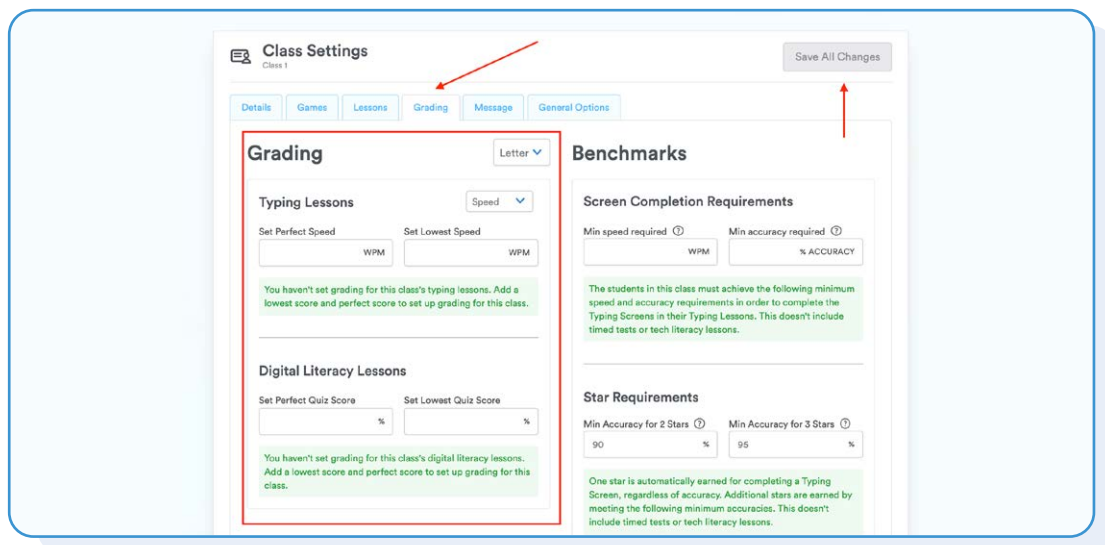 Class Settings
Class 1
Save All Changes
Details
Games
Lessons
Grading
Message
General Options
Grading
Letter
Typing Lessons
Speed
Set Perfect Speed
Set Lowest Speed
WPM
WPM
You haven't set grading for this class's typing lessons. Add a
lowest score and perfect score to set up grading for this class.
Digital Literacy Lessons
Set Perfect Quiz Score
Set Lowest Quiz Score
%
%
You haven't set grading for this class's digital literacy lessons.
Add a lowest score and perfect score to set up grading for this
class.
Benchmarks
Screen Completion Requirements
Min speed required ?
Min accuracy required ?
WPM
% ACCURACY
The students in this class must achieve the following minimum
speed and accuracy requirements in order to complete the
Typing Screens in their Typing Lessons. This doesn't include
timed tests or tech literacy lessons.
Star Requirements
Min Accuracy for 2 Stars ?
Min Accuracy for 3 Stars ?
90 %
95 %
One star is automatically earned for completing a Typing
Screen, regardless of accuracy. Additional stars are earned by
meeting the following minimum accuracies. This doesn't
include timed tests or tech literacy lessons.